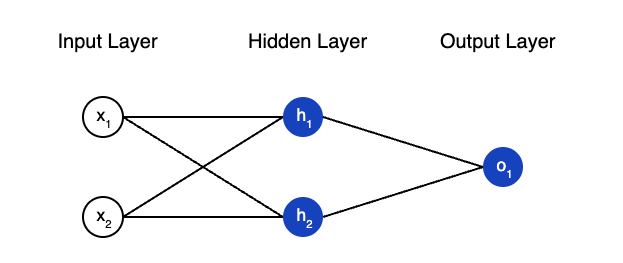 Input Layer
Hidden Layer
Output Layer
x1
h1
o1
x2
h2